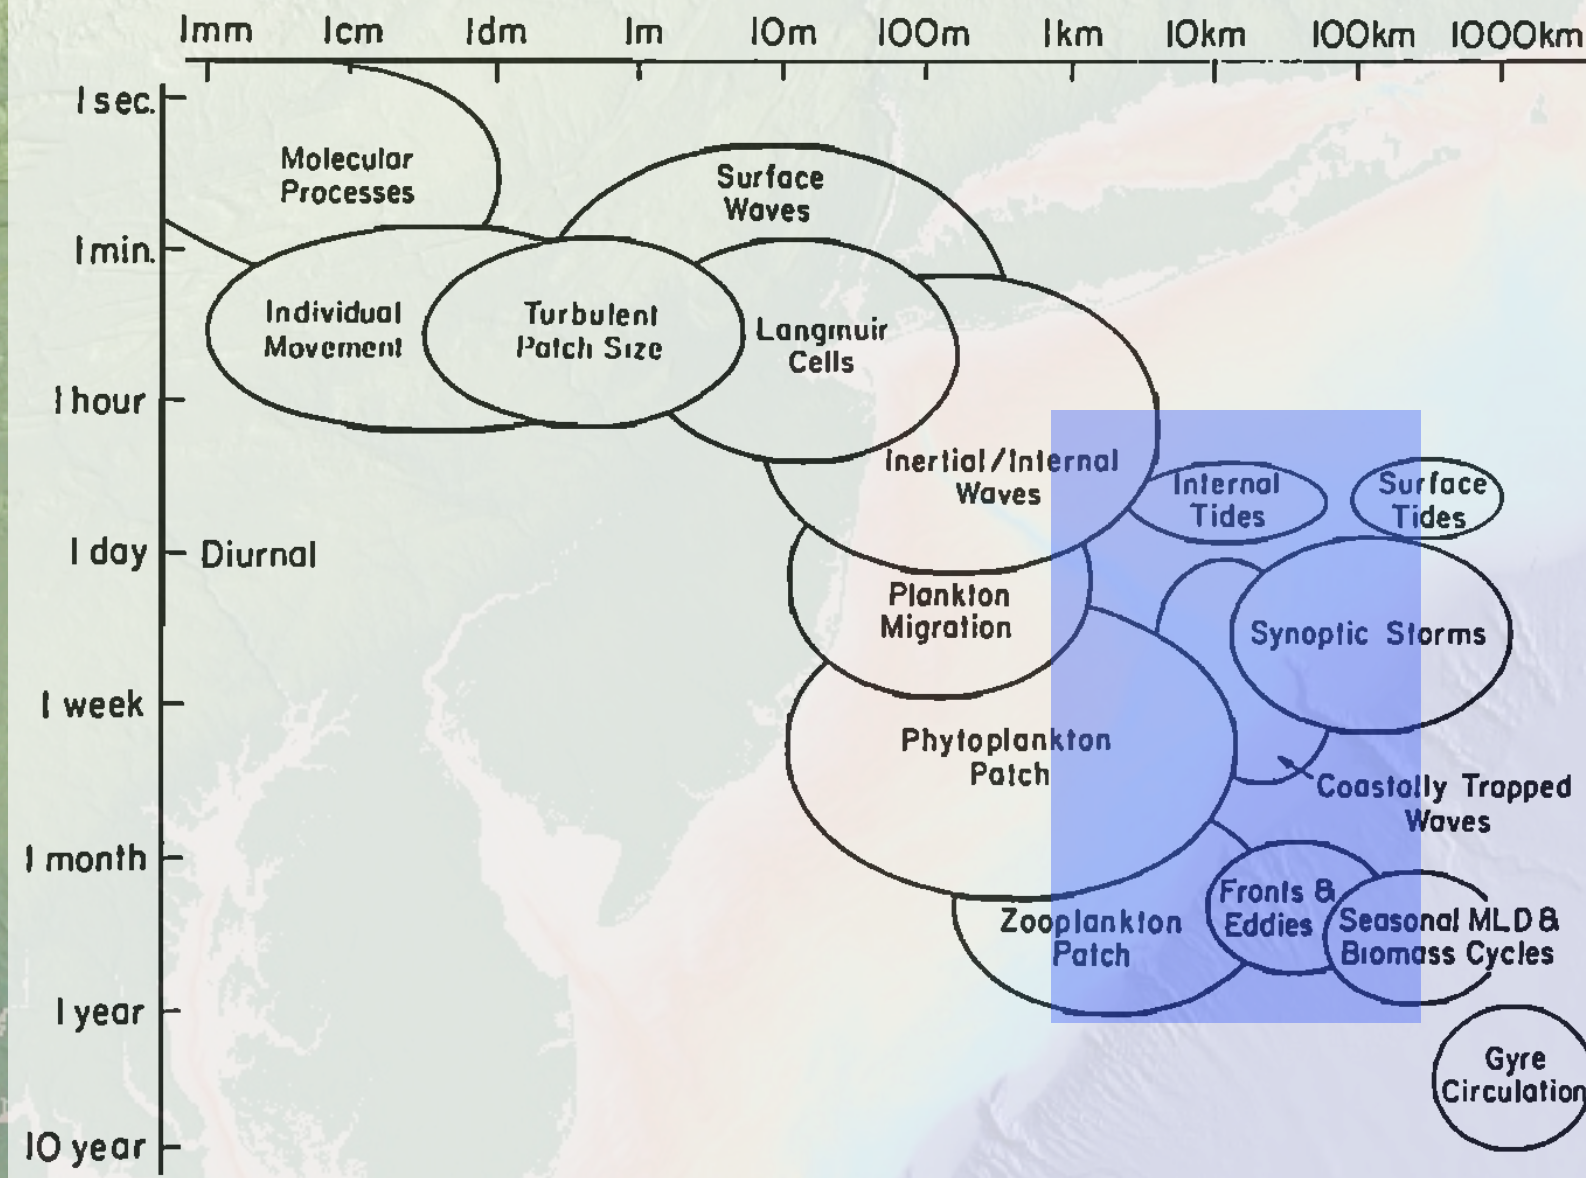 1mm 1cm 1dm 1m 10m 100m 1km 10km 100km 1000km
1 sec.
1 min.
1 hour
1 day
1 week
1 month
1 year
10 year
Molecular
Processes
Surface
Waves
Individual
Movement
Turbulent
Patch Size
Langmuir
Cells
Inertial/Internal
Waves
Internal
Tides
Surface
Tides
Diurnal
Plankton
Migration
Synoptic Storms
Phytoplankton
Patch
Coastally Trapped
Waves
Zooplankton
Patch
Fronts &
Eddies
Seasonal MLD &
Biomass Cycles
Gyre
Circulation